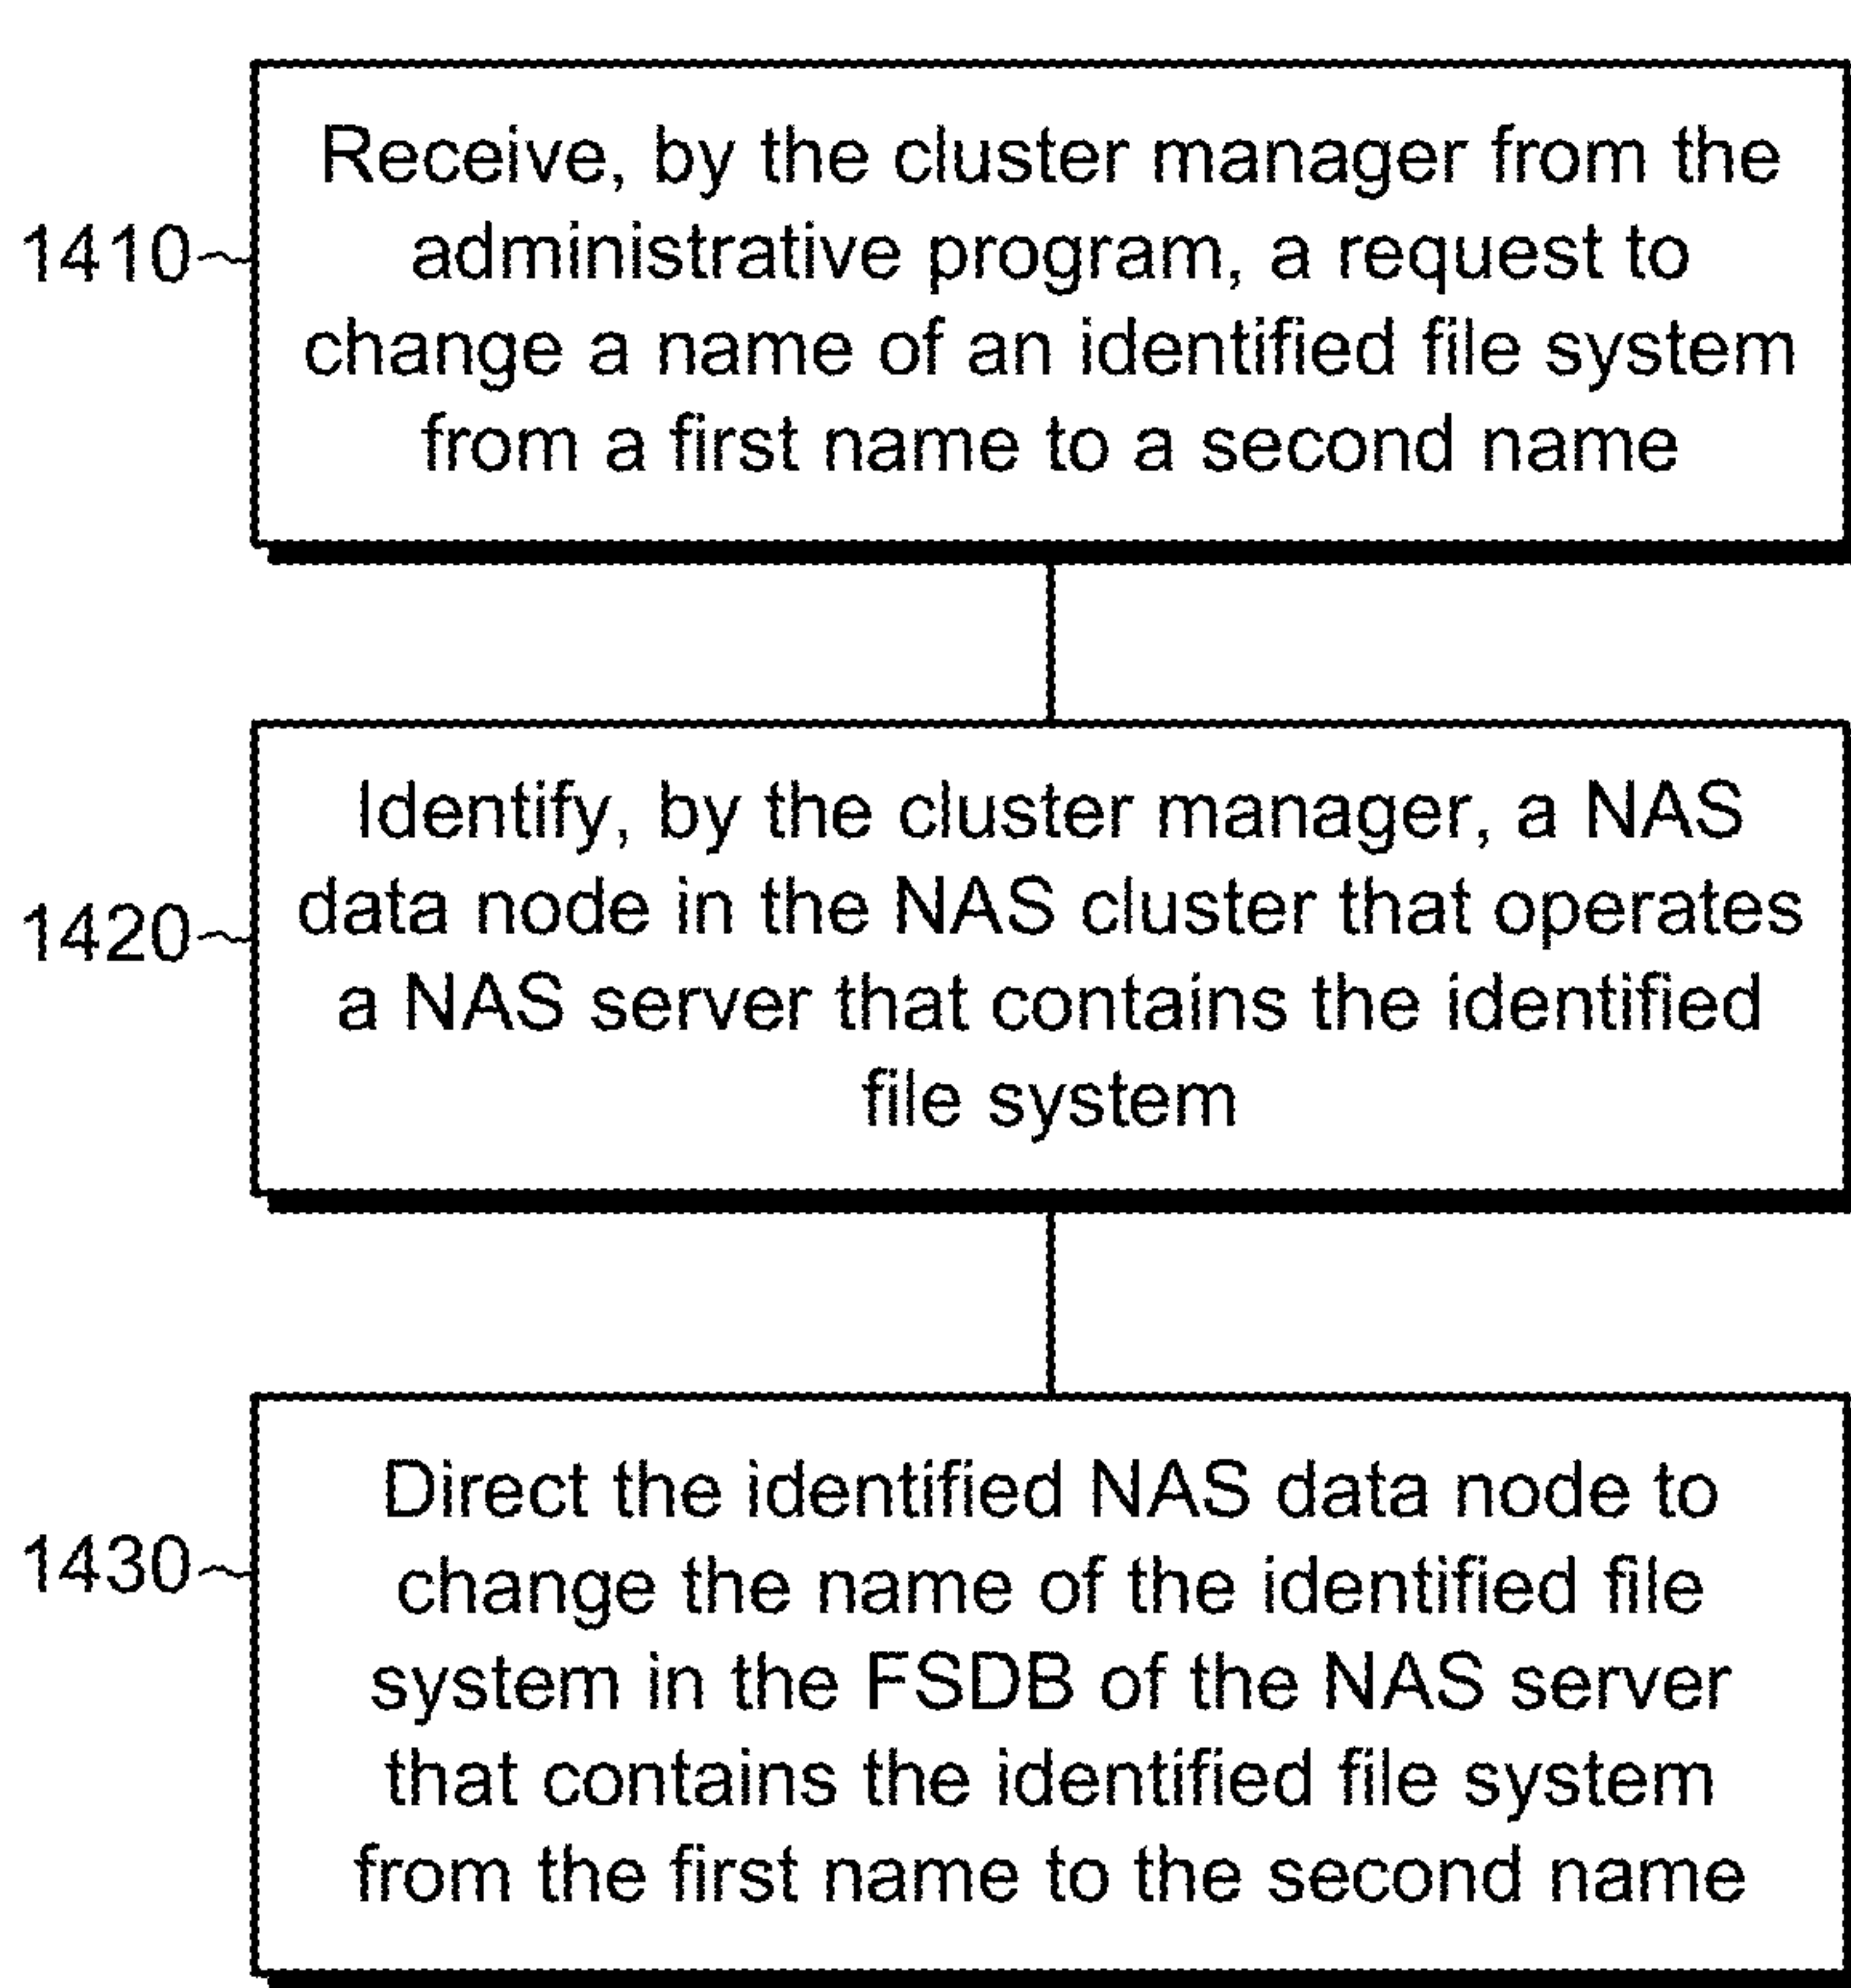 Receive, by the cluster manager from the
1410
administrative program, a request to
change a name of an identified file system
from a first name to a second name
Identify, by the cluster manager, a NAS
1420
data node in the NAS cluster that operates
a NAS server that contains the identified
file system
Direct the identified NAS data node to
1430
change the name of the identified file
system in the FSDB of the NAS server
that contains the identified file system
from the first name to the second name